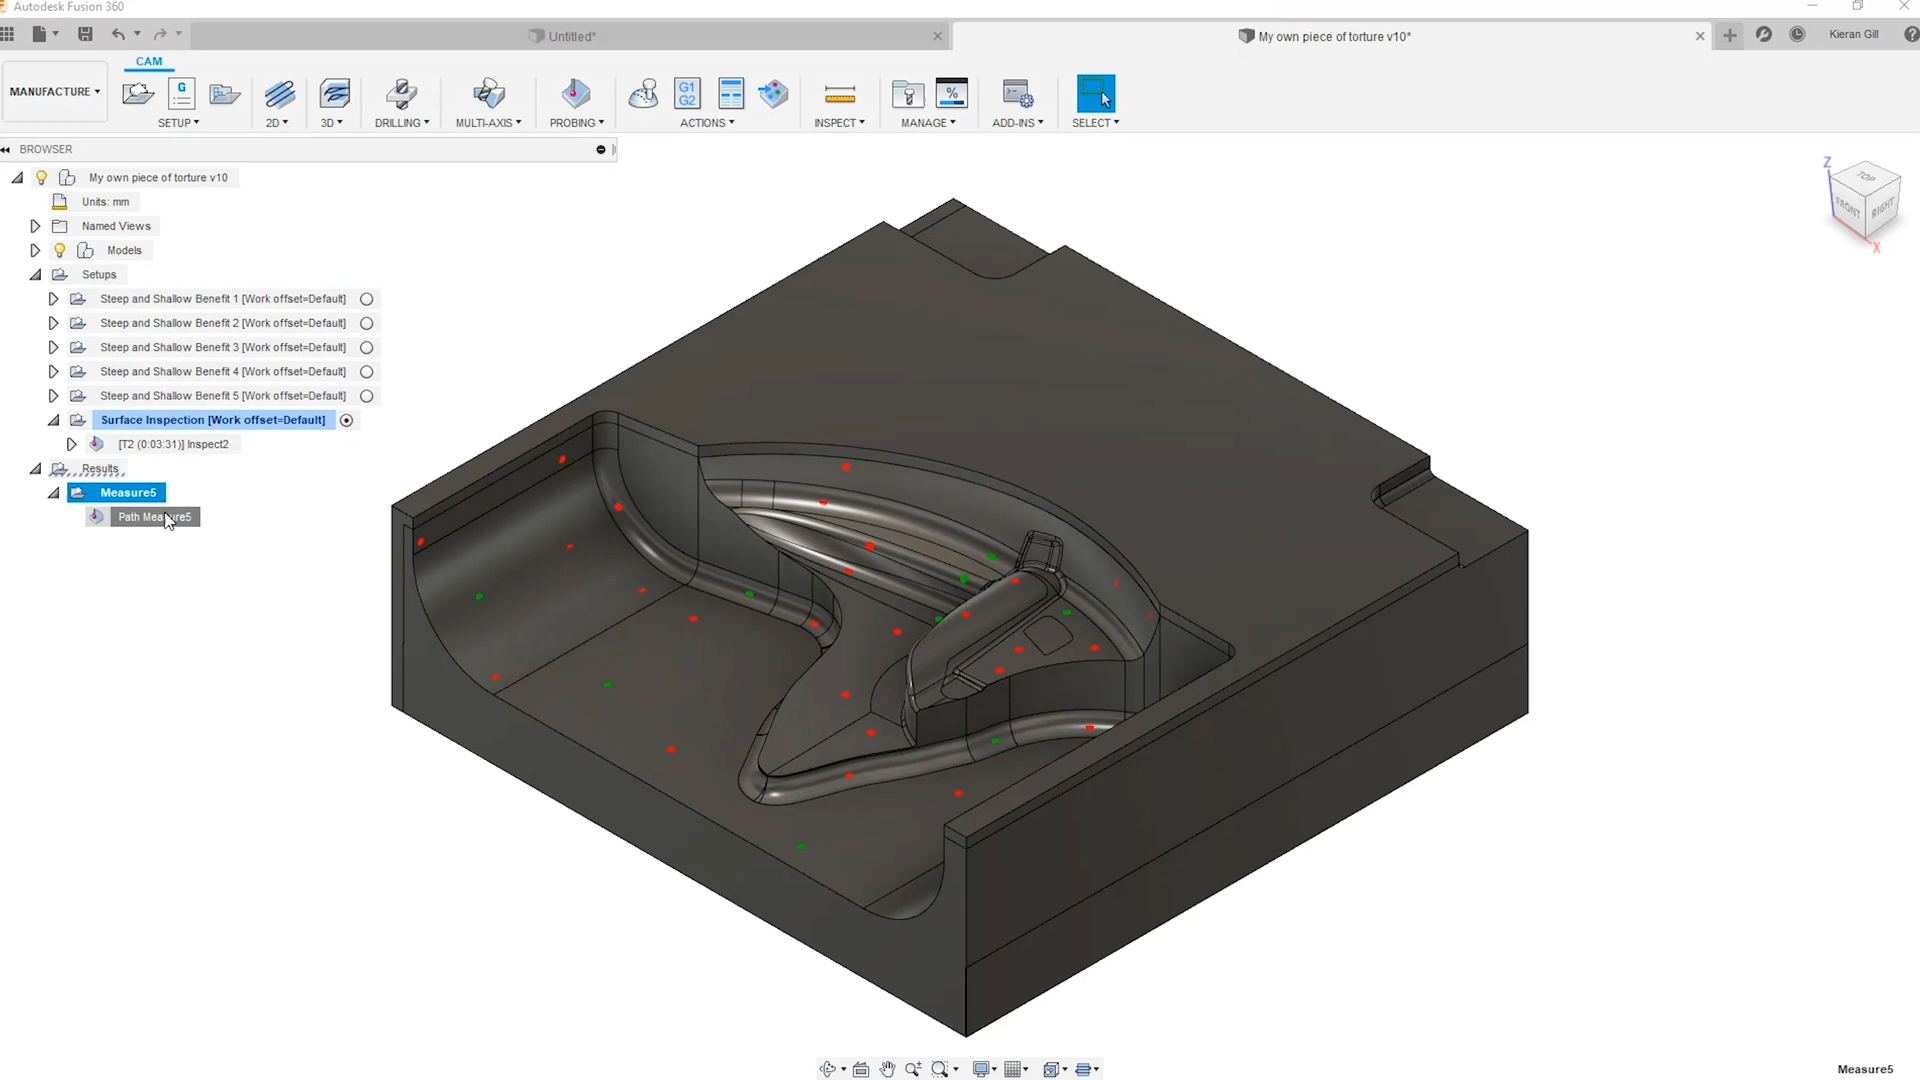 Autodesk Fusion 360
Untitled*
My own piece of torture v10*
Kieran Gill
CAM
MANUFACTURE
G
G1
G2
%
SETUP
2D
3D
DRILLING
MULTI-AXIS
PROBING
ACTIONS
INSPECT
MANAGE
ADD-INS
SELECT
BROWSER
My own piece of torture v10
Units: mm
Named Views
Models
Setups
Steep and Shallow Benefit 1 [Work offset=Default]
Steep and Shallow Benefit 2 [Work offset=Default]
Steep and Shallow Benefit 3 [Work offset=Default]
Steep and Shallow Benefit 4 [Work offset=Default]
Steep and Shallow Benefit 5 [Work offset=Default]
Surface Inspection [Work offset=Default]
[T2 (0:03:31)] Inspect2
Results
Measure5
Path Measure5
Z
TOP
FRONT
RIGHT
X
Measure5